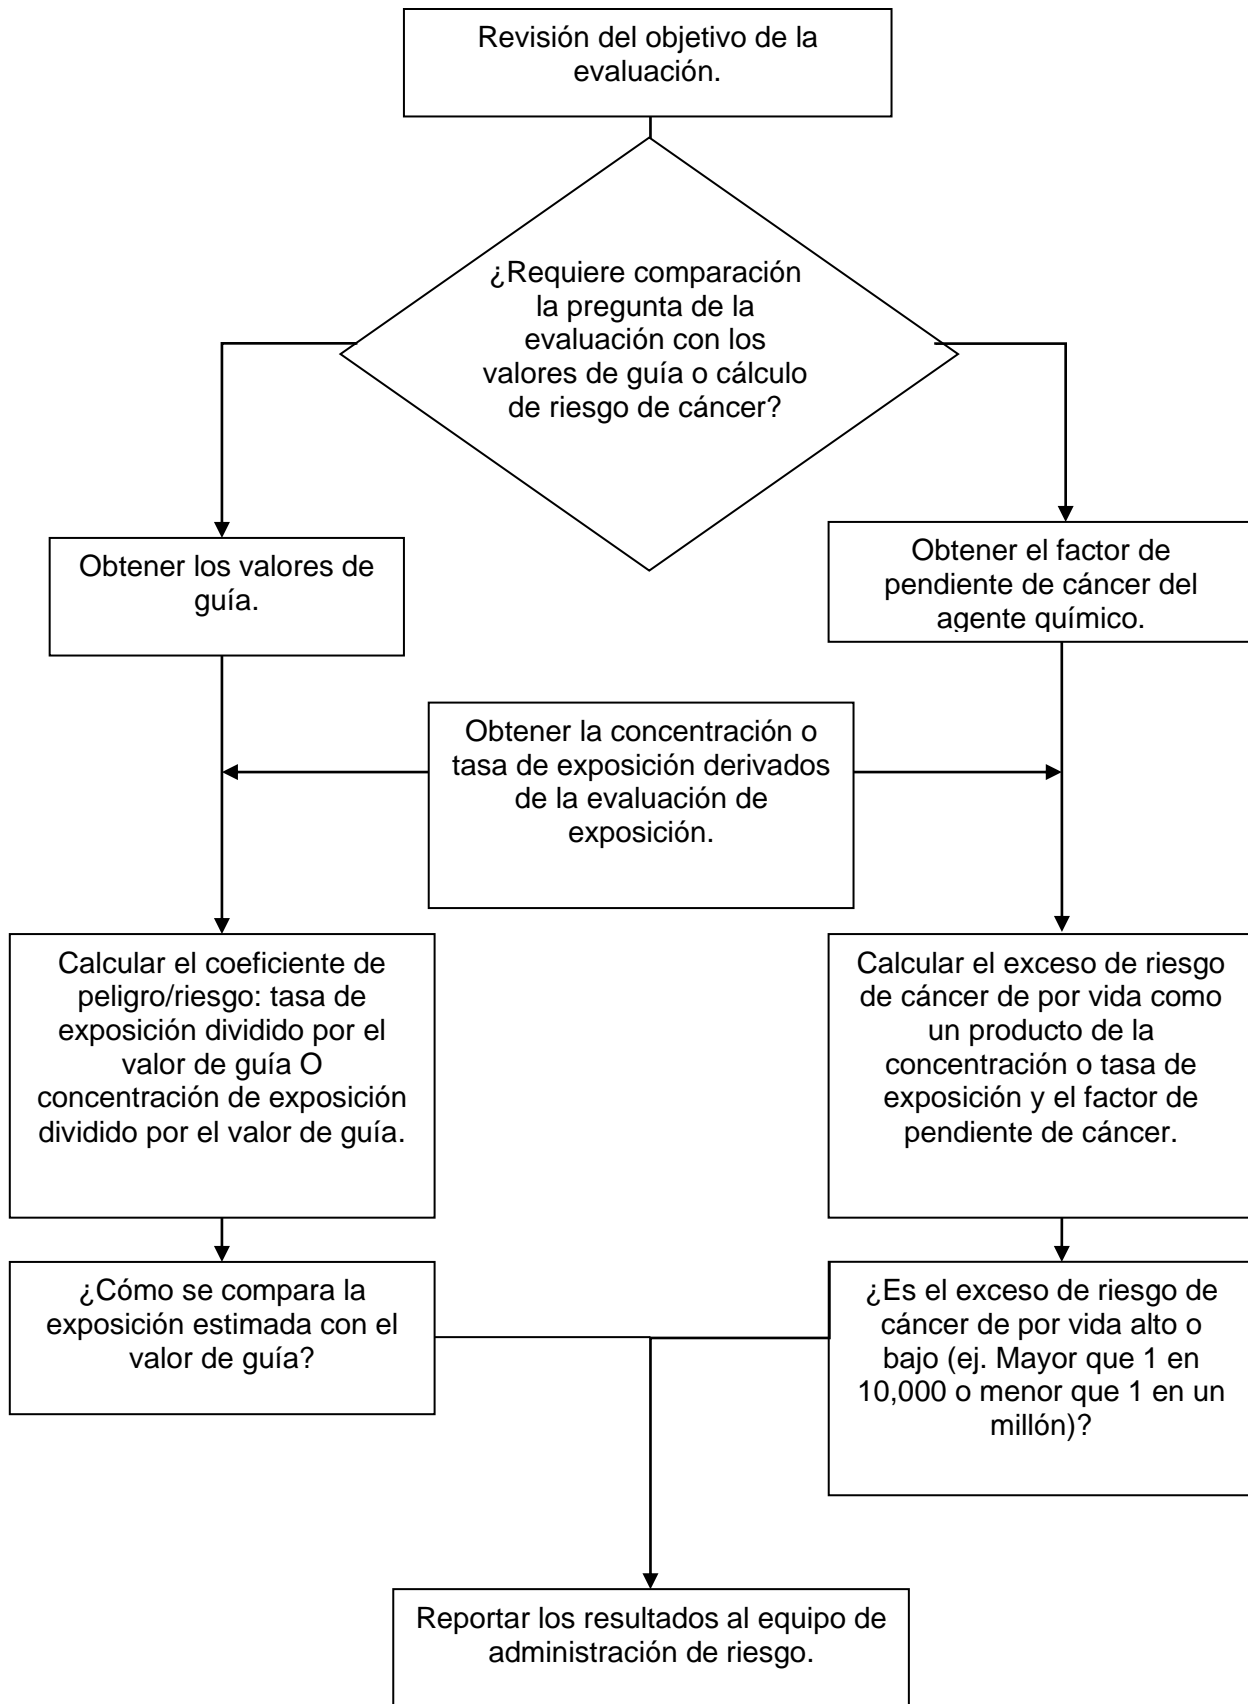 Revisión del objetivo de la
evaluación.
¿Requiere comparación
la pregunta de la
evaluación con los
valores de guía o cálculo
de riesgo de cáncer?
Obtener los valores de
guía.
Obtener el factor de
pendiente de cáncer del
agente químico.
Obtener la concentración o
tasa de exposición derivados
de la evaluación de
exposición.
Calcular el coeficiente de
peligro/riesgo: tasa de
exposición dividido por el
valor de guía O
concentración de exposición
dividido por el valor de guía.
Calcular el exceso de riesgo
de cáncer de por vida como
un producto de la
concentración o tasa de
exposición y el factor de
pendiente de cáncer.
¿Cómo se compara la
exposición estimada con el
valor de guía?
¿Es el exceso de riesgo de
cáncer de por vida alto o
bajo (ej. Mayor que 1 en
10,000 o menor que 1 en un
millón)?
Reportar los resultados al equipo de
administración de riesgo.